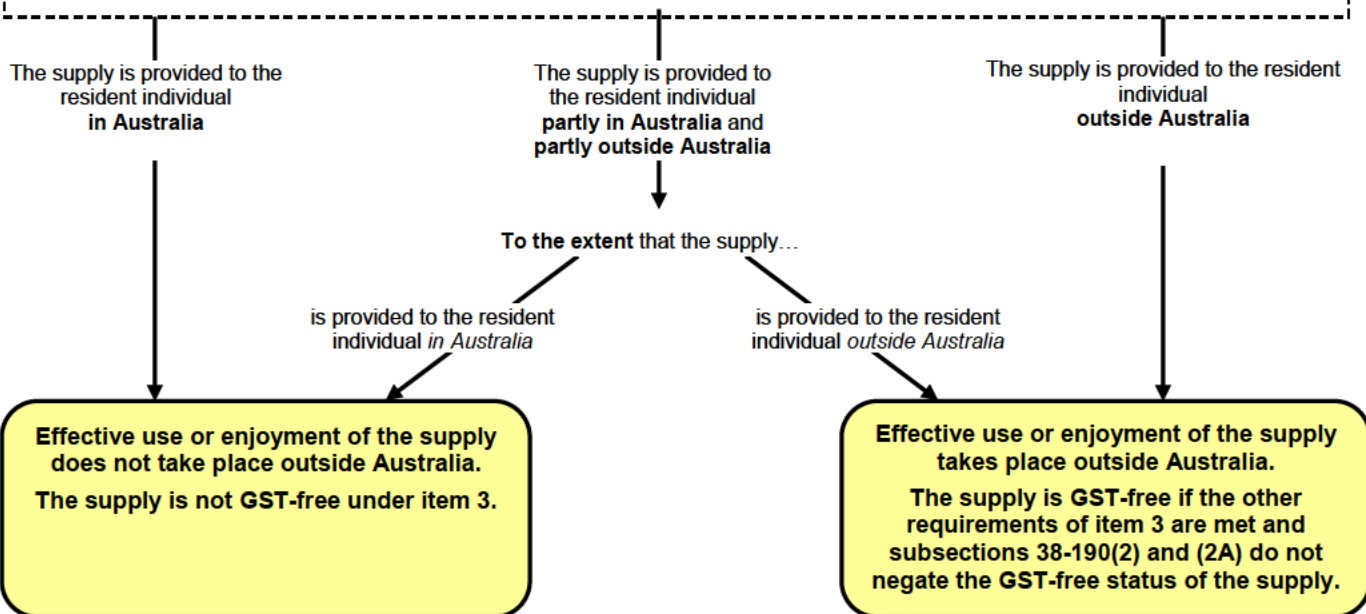 The supply is provided to the
resident individual
in Australia
The supply is provided to
the resident individual
partly in Australia and
partly outside Australia
The supply is provided to the resident
individual
outside Australia
To the extent that the supply...
is provided to the resident
individual in Australia
is provided to the resident
individual outside Australia
Effective use or enjoyment of the supply
does not take place outside Australia.
The supply is not GST-free under item 3.
Effective use or enjoyment of the supply
takes place outside Australia.
The supply is GST-free if the other
requirements of item 3 are met and
subsections 38-190(2) and (2A) do not
negate the GST-free status of the supply.